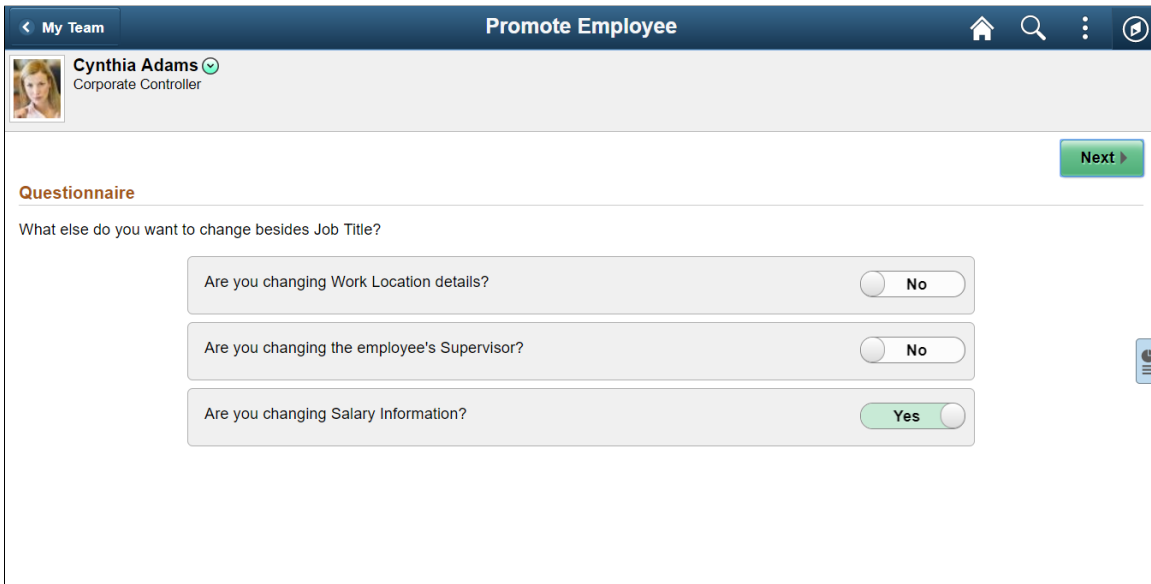 My Team
Promote Employee
Cynthia Adams
Corporate Controller
Next
Questionnaire
What else do you want to change besides Job Title?
Are you changing Work Location details?
No
Are you changing the employee's Supervisor?
No
Are you changing Salary Information?
Yes